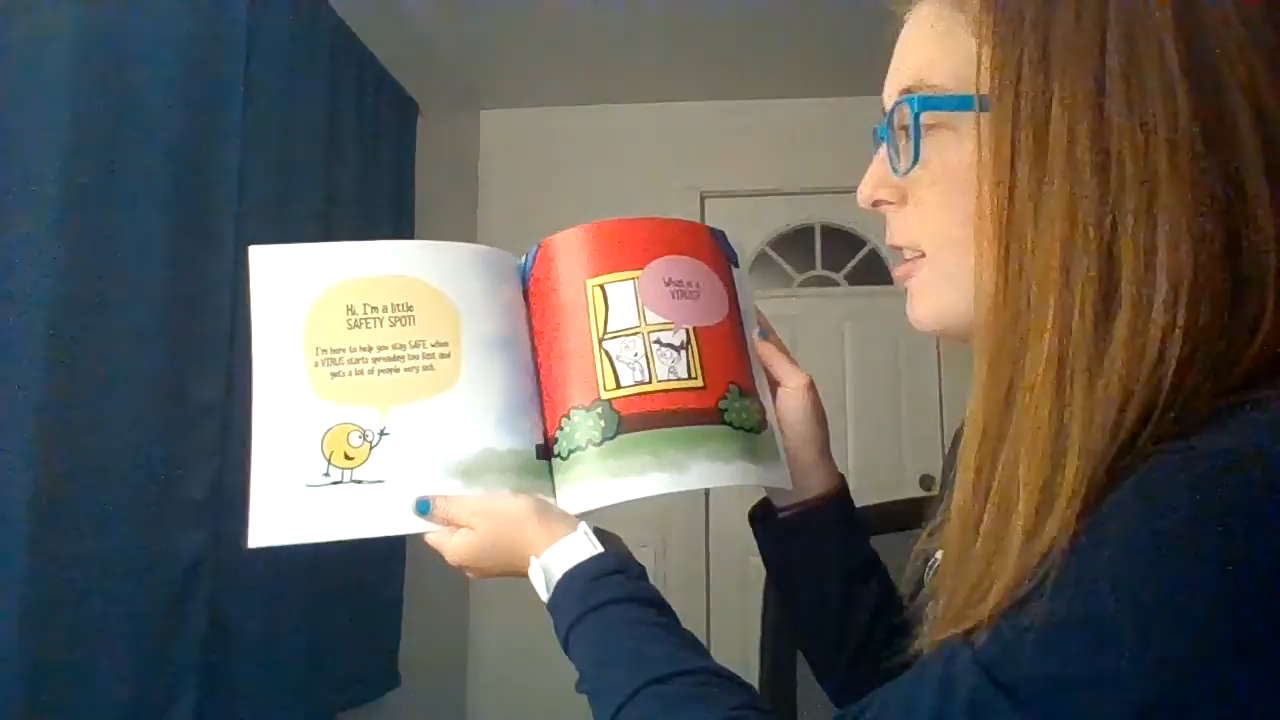 Hi, I'm a little
SAFETY SPOT!
I'm here to help you stay SAFE when
a VIRUS starts spreading too fast and
gets a lot of people very sick.
What is a
VIRUS?